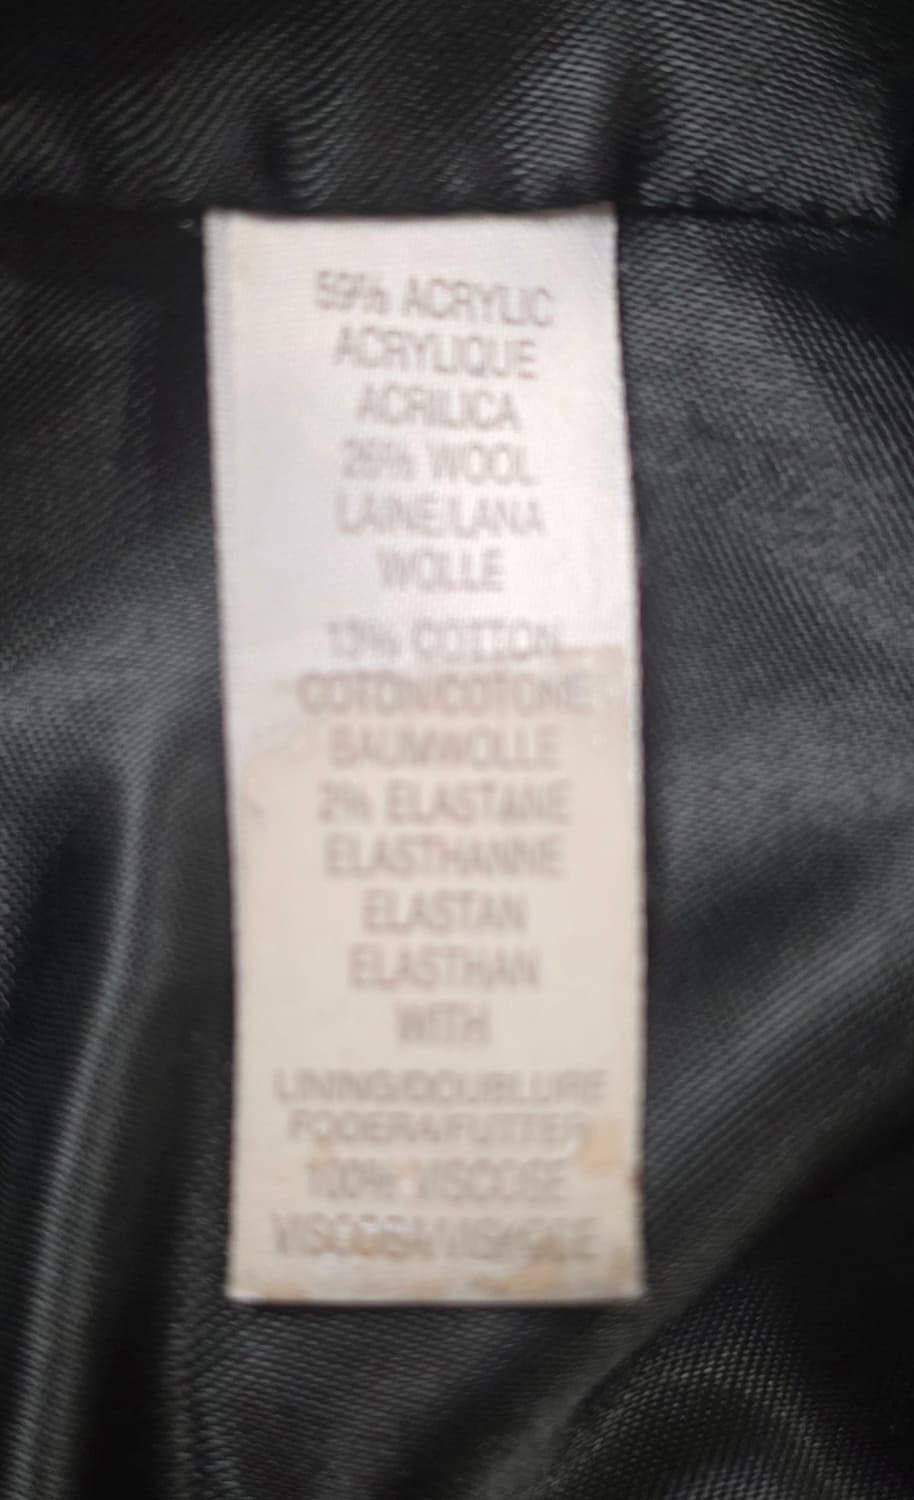 59% ACRYLIC
ACRYLIQUE
ACRILICA
26% WOOL
LAINE/LANA
WOLLE
13% COTTON
COTON/COTONE
BAUMWOLLE
2% ELASTANE
ELASTHANNE
ELASTAN
ELASTHAN
WITH
LINING/DOUBLURE
FODERA/FUTTER
100% VISCOSE
VISCOSA/VISKOSE